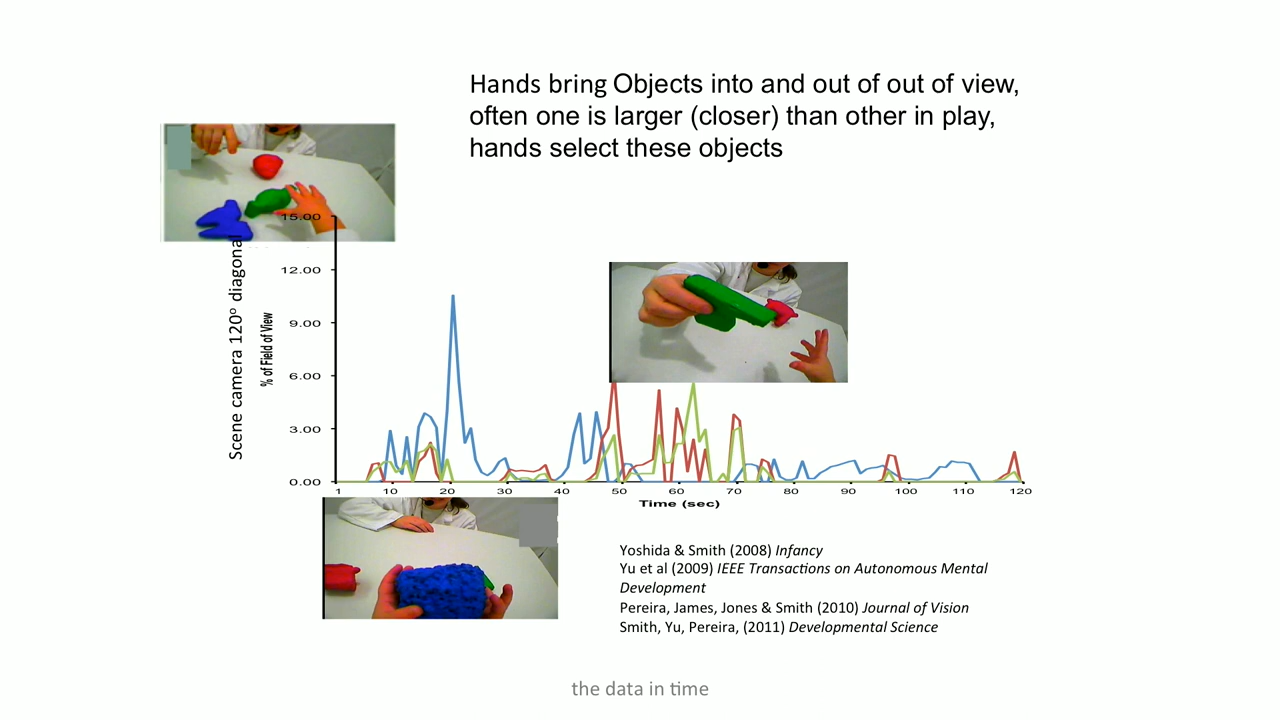 Hands bring Objects into and out of out of view,
often one is larger (closer) than other in play,
hands select these objects
Scene camera 120º diagonal
% of Field of View
15.00
12.00
9.00
6.00
3.00
0.00
1 10 20 30 40 50 60 70 80 90 100 110 120
Time (sec)
Yoshida & Smith (2008) Infancy
Yu et al (2009) IEEE Transactions on Autonomous Mental
Development
Pereira, James, Jones & Smith (2010) Journal of Vision
Smith, Yu, Pereira, (2011) Developmental Science
the data in time